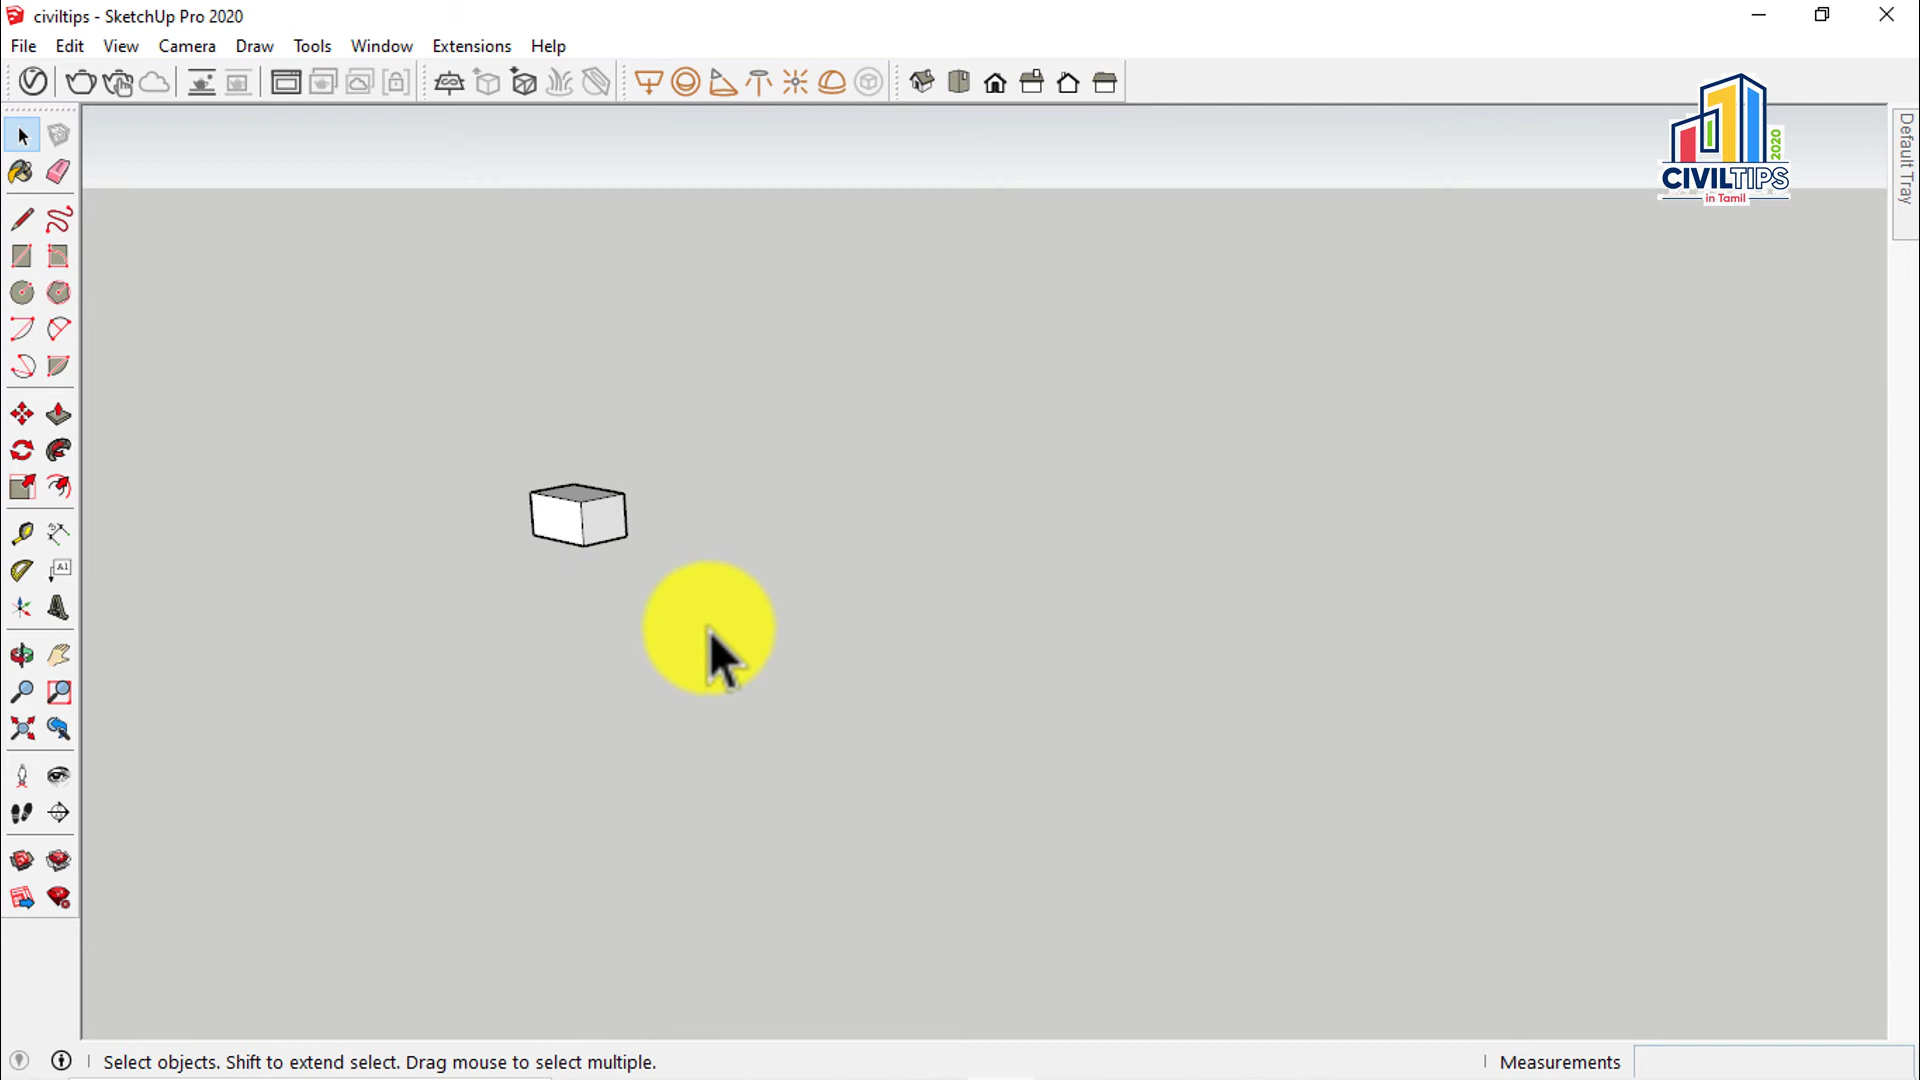 civiltips - SketchUp Pro 2020
File Edit View Camera Draw Tools Window Extensions Help
2020
CIVILTIPS
in Tamil
Default Tray
A1
Select objects. Shift to extend select. Drag mouse to select multiple.
Measurements